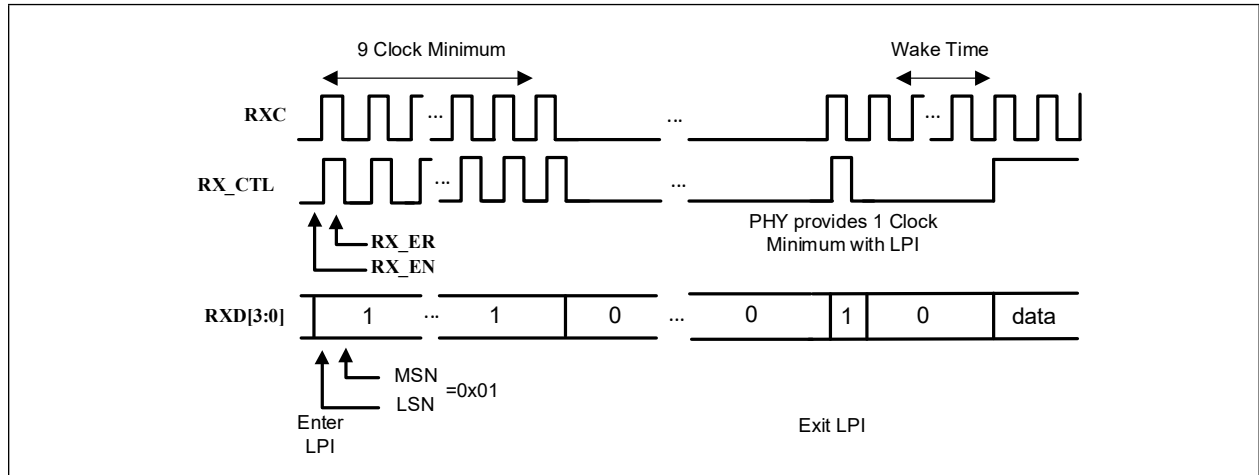 9 Clock Minimum
Wake Time
RXC
...
...
...
RX_CTL
...
...
PHY provides 1 Clock
Minimum with LPI
RX_ER
RX_EN
RXD[3:0]
1
...
1
0
...
0
1
0
data
MSN
=0x01
LSN
Enter
LPI
Exit LPI